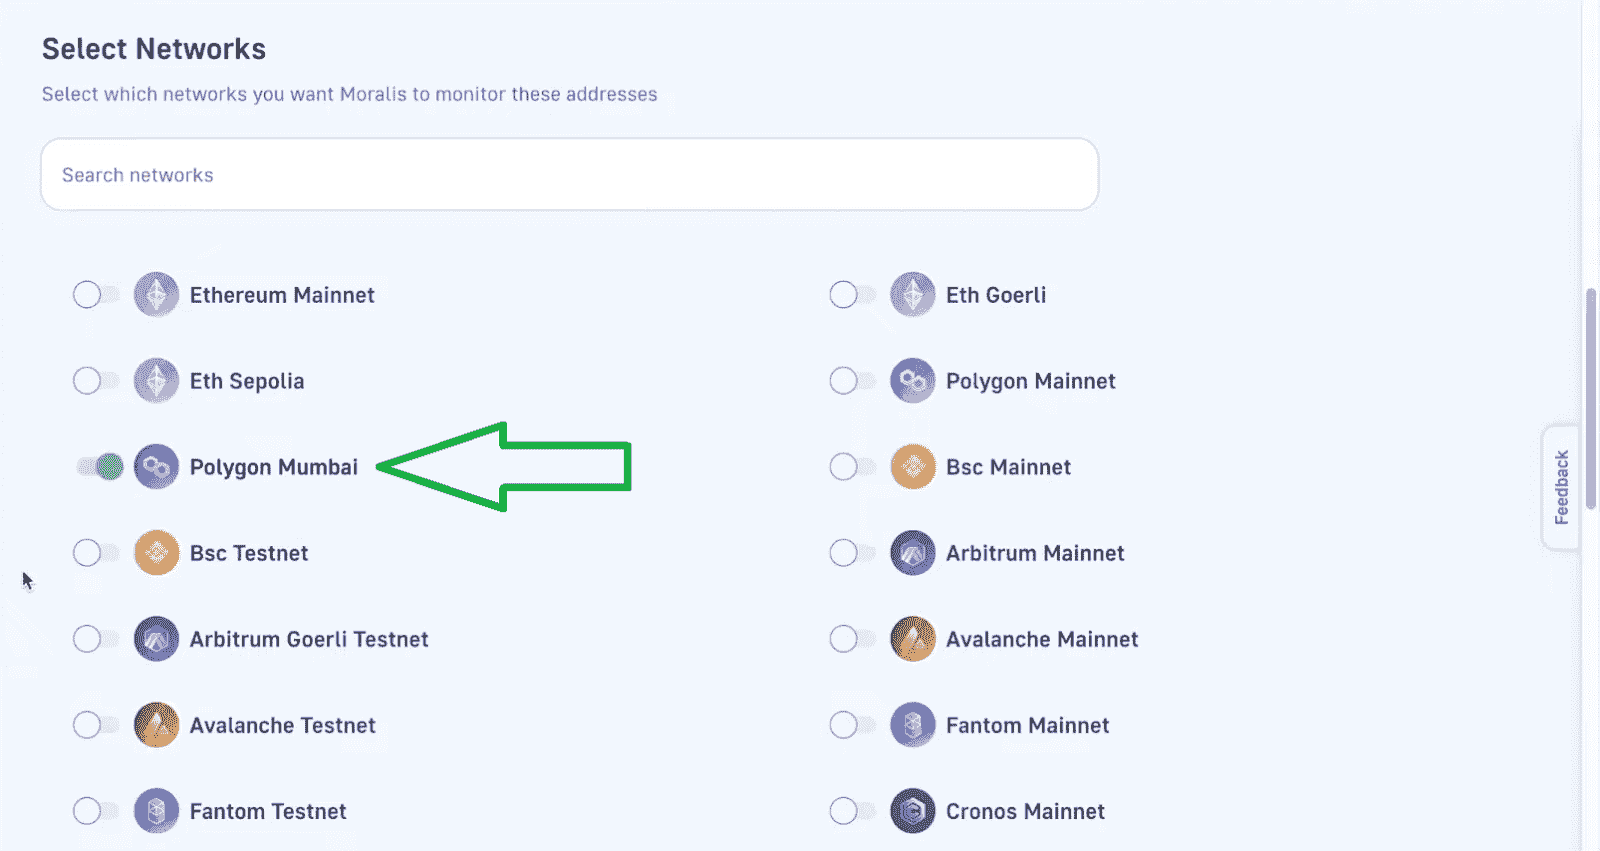 Select Networks
Select which networks you want Moralis to monitor these addresses
Search networks
Ethereum Mainnet
Eth Goerli
Eth Sepolia
Polygon Mainnet
Polygon Mumbai
Bsc Mainnet
Bsc Testnet
Arbitrum Mainnet
Arbitrum Goerli Testnet
Avalanche Mainnet
Avalanche Testnet
Fantom Mainnet
Fantom Testnet
Cronos Mainnet
Feedback